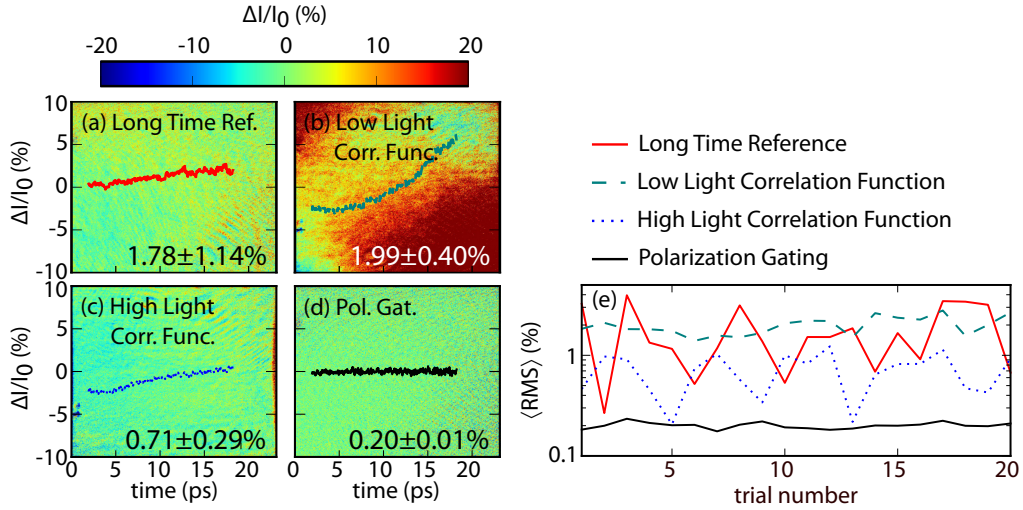 ΔI/I0 (%)
-20 -10 0 10 20
ΔI/I0 (%)
10
5
0
-5
-10
(a) Long Time Ref.
1.78±1.14%
(b) Low Light
Corr. Func.
1.99±0.40%
ΔI/I0 (%)
10
5
0
-5
-10
(c) High Light
Corr. Func.
0.71±0.29%
(d) Pol. Gat.
0.20±0.01%
0 5 10 15 20
time (ps)
0 5 10 15 20
time (ps)
Long Time Reference
Low Light Correlation Function
High Light Correlation Function
Polarization Gating
(e)
⟨RMS⟩ (%)
1
0.1
5 10 15 20
trial number